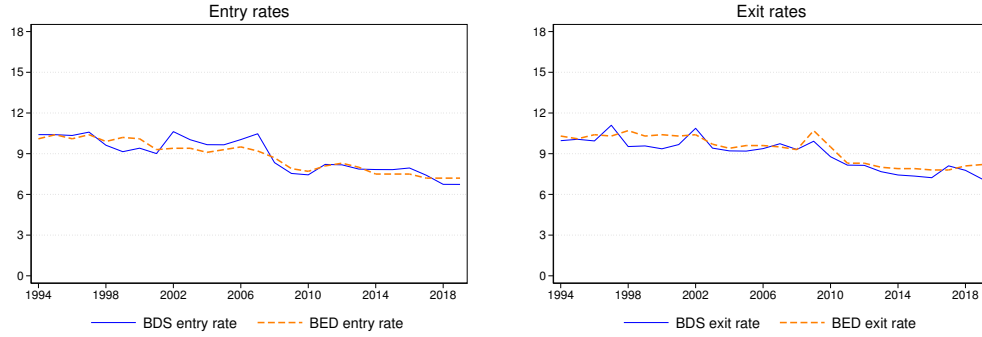 Entry rates
18
15
12
9
6
3
0
1994 1998 2002 2006 2010 2014 2018
BDS entry rate BED entry rate
Exit rates
18
15
12
9
6
3
0
1994 1998 2002 2006 2010 2014 2018
BDS exit rate BED exit rate